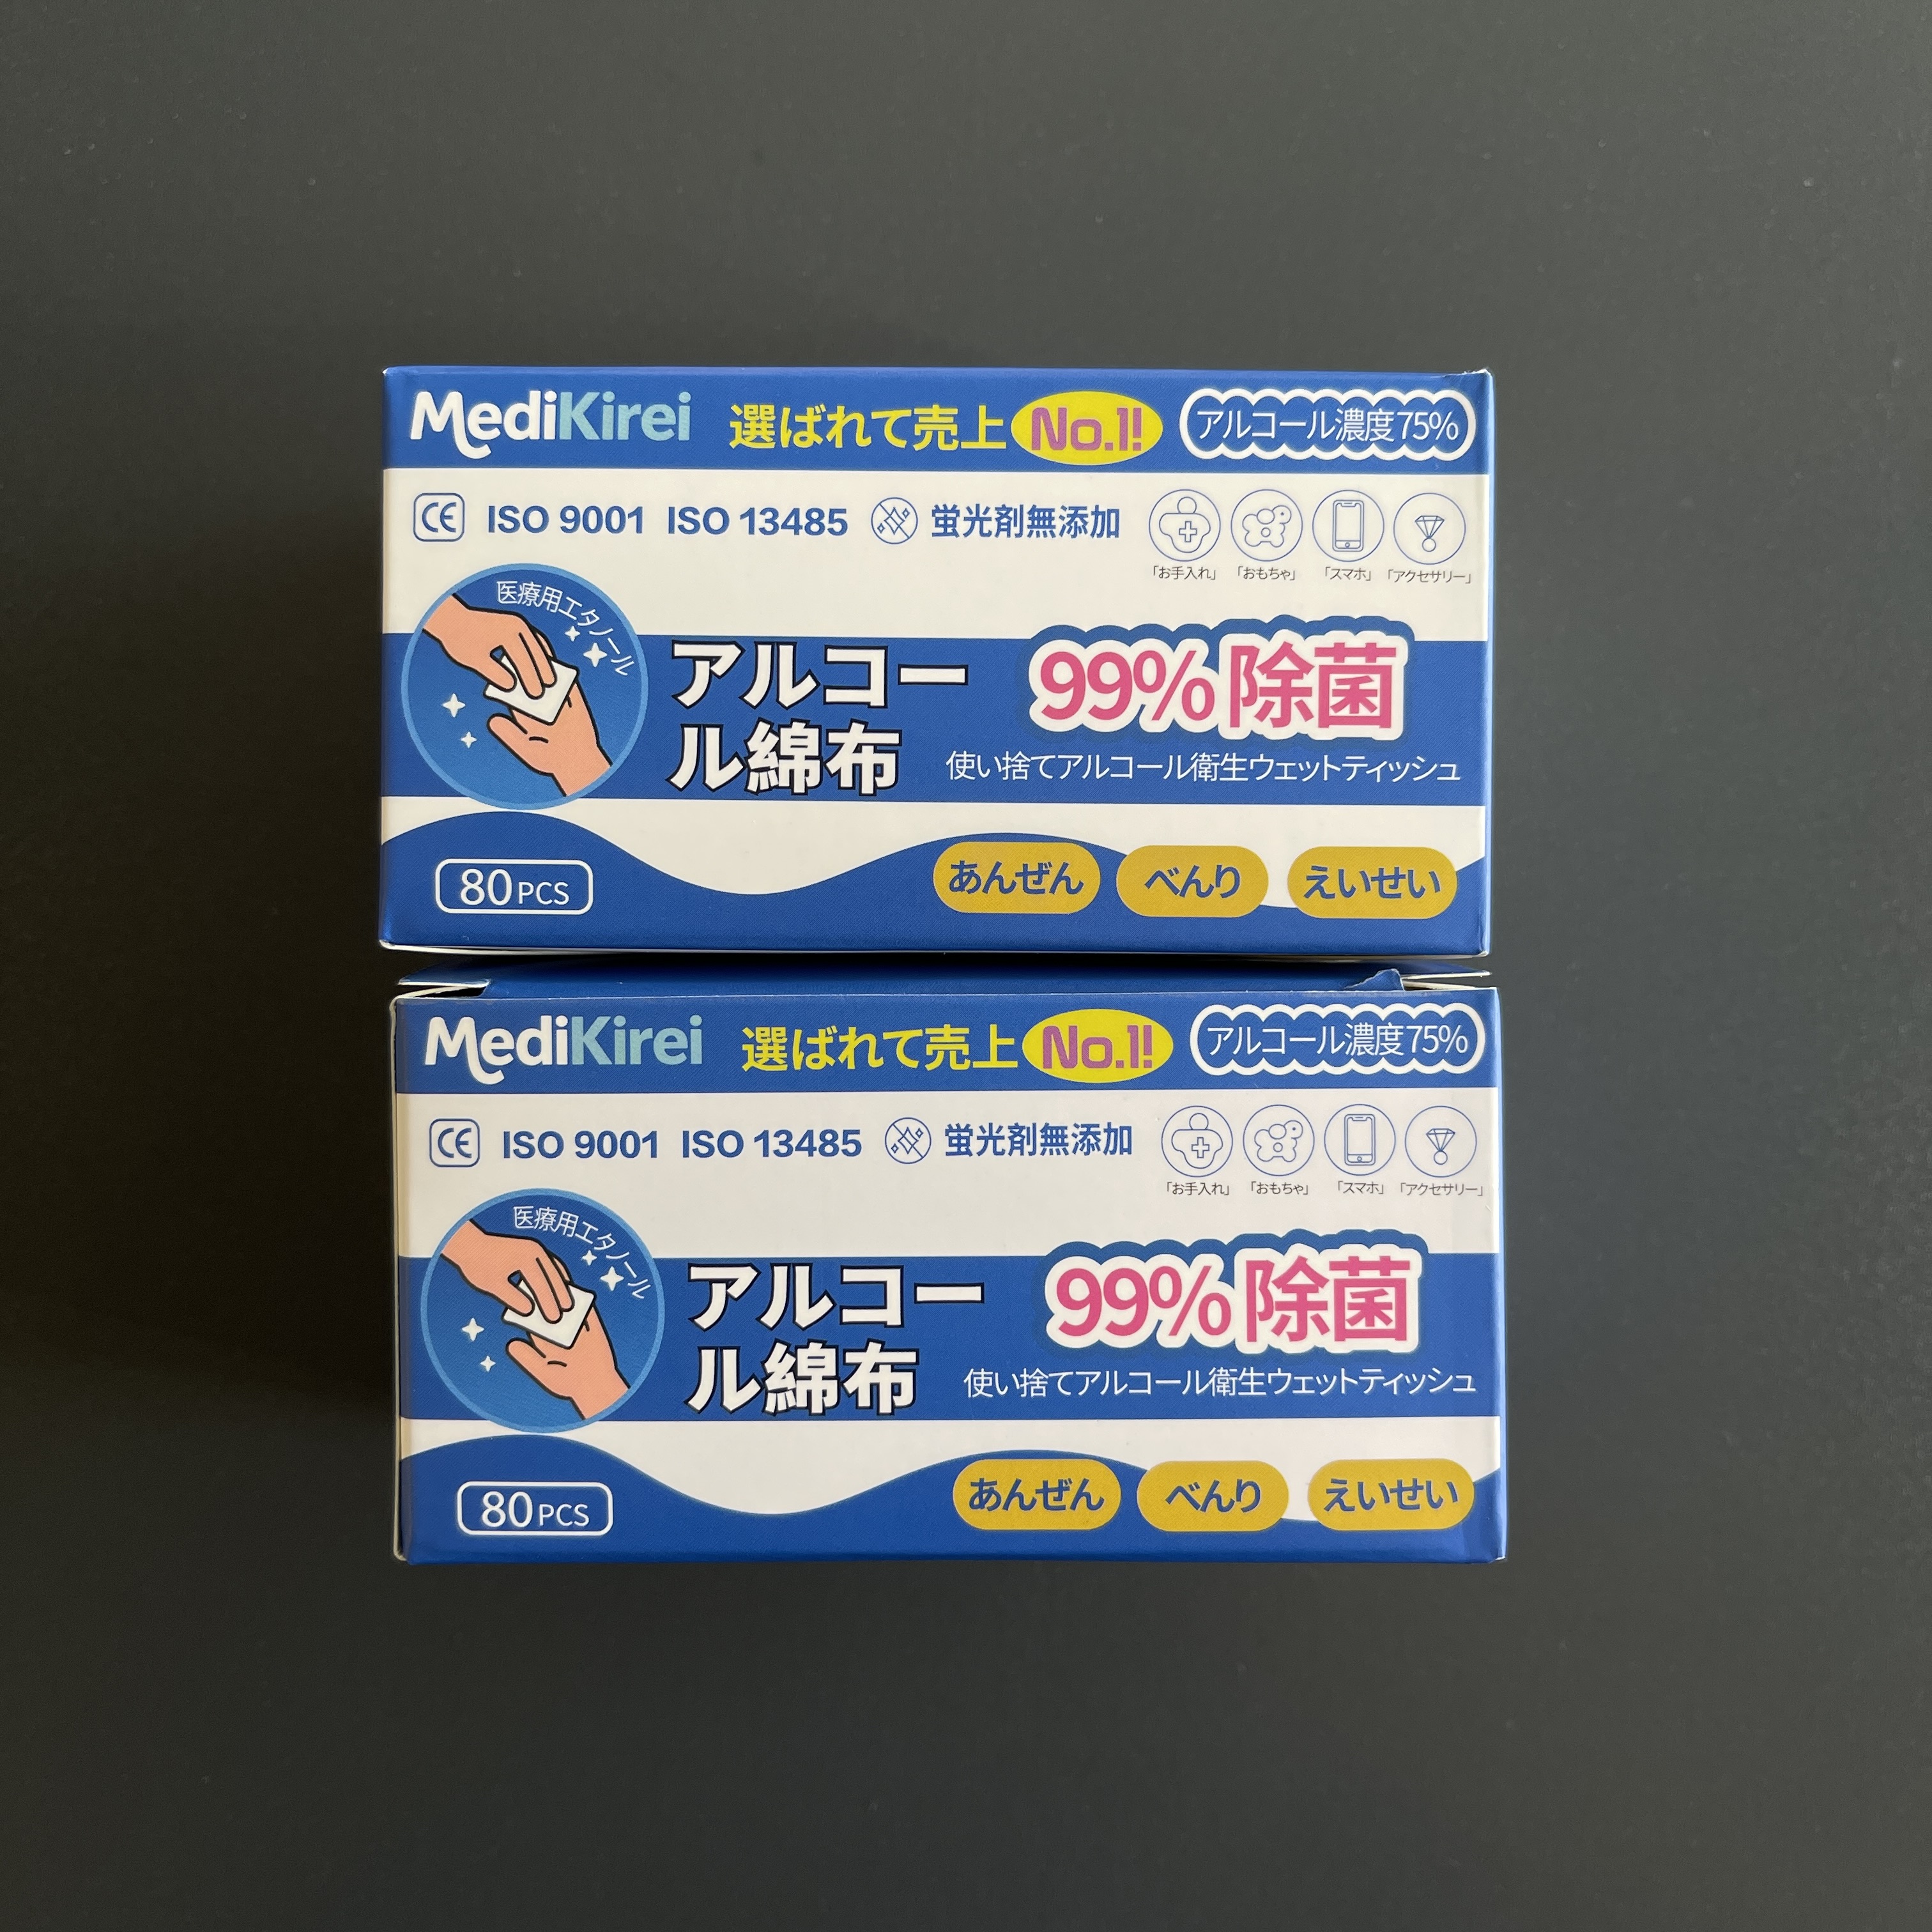 MediKirei 選ばれて売上 No.1! アルコール濃度75%
CE ISO 9001 ISO 13485 蛍光剤無添加
「お手入れ」 「おもちゃ」 「スマホ」 「アクセサリー」
医療用エタノール
アルコー
ル綿布
99%除菌
使い捨てアルコール衛生ウェットティッシュ
80PCS
あんぜん べんり えいせい
MediKirei 選ばれて売上 No.1! アルコール濃度75%
CE ISO 9001 ISO 13485 蛍光剤無添加
「お手入れ」 「おもちゃ」 「スマホ」 「アクセサリー」
医療用エタノール
アルコー
ル綿布
99%除菌
使い捨てアルコール衛生ウェットティッシュ
80PCS
あんぜん べんり えいせい